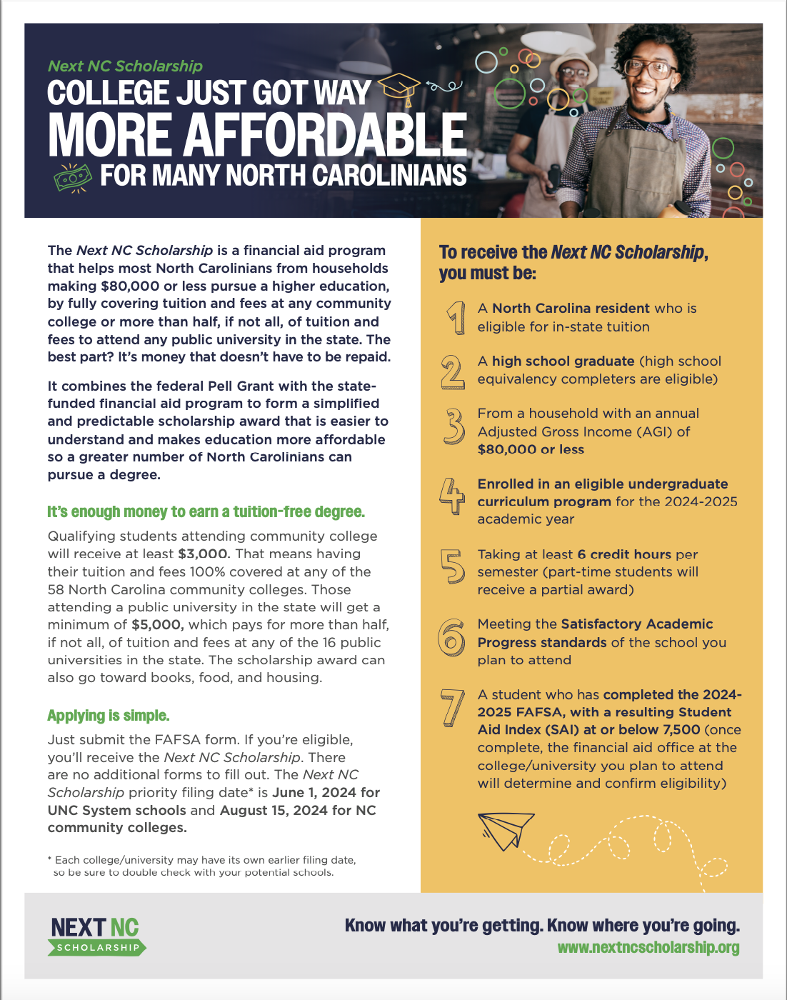 Next NC Scholarship
COLLEGE JUST GOT WAY
MORE AFFORDABLE
FOR MANY NORTH CAROLINIANS
The Next NC Scholarship is a financial aid program
that helps most North Carolinians from households
making $80,000 or less pursue a higher education,
by fully covering tuition and fees at any community
college or more than half, if not all, of tuition and
fees to attend any public university in the state. The
best part? It's money that doesn't have to be repaid.
It combines the federal Pell Grant with the state-
funded financial aid program to form a simplified
and predictable scholarship award that is easier to
understand and makes education more affordable
so a greater number of North Carolinians can
pursue a degree.
It's enough money to earn a tuition-free degree.
Qualifying students attending community college
will receive at least $3,000. That means having
their tuition and fees 100% covered at any of the
58 North Carolina community colleges. Those
attending a public university in the state will get a
minimum of $5,000, which pays for more than half,
if not all, of tuition and fees at any of the 16 public
universities in the state. The scholarship award can
also go toward books, food, and housing.
Applying is simple.
Just submit the FAFSA form. If you're eligible,
you'll receive the Next NC Scholarship. There
are no additional forms to fill out. The Next NC
Scholarship priority filing date* is June 1, 2024 for
UNC System schools and August 15, 2024 for NC
community colleges.
* Each college/university may have its own earlier filing date,
so be sure to double check with your potential schools.
To receive the Next NC Scholarship,
you must be:
1 A North Carolina resident who is
eligible for in-state tuition
2 A high school graduate (high school
equivalency completers are eligible)
3 From a household with an annual
Adjusted Gross Income (AGI) of
$80,000 or less
4 Enrolled in an eligible undergraduate
curriculum program for the 2024-2025
academic year
5 Taking at least 6 credit hours per
semester (part-time students will
receive a partial award)
6 Meeting the Satisfactory Academic
Progress standards of the school you
plan to attend
7 A student who has completed the 2024-
2025 FAFSA, with a resulting Student
Aid Index (SAI) at or below 7,500 (once
complete, the financial aid office at the
college/university you plan to attend
will determine and confirm eligibility)
NEXT NC
SCHOLARSHIP
Know what you're getting. Know where you're going.
www.nextncscholarship.org